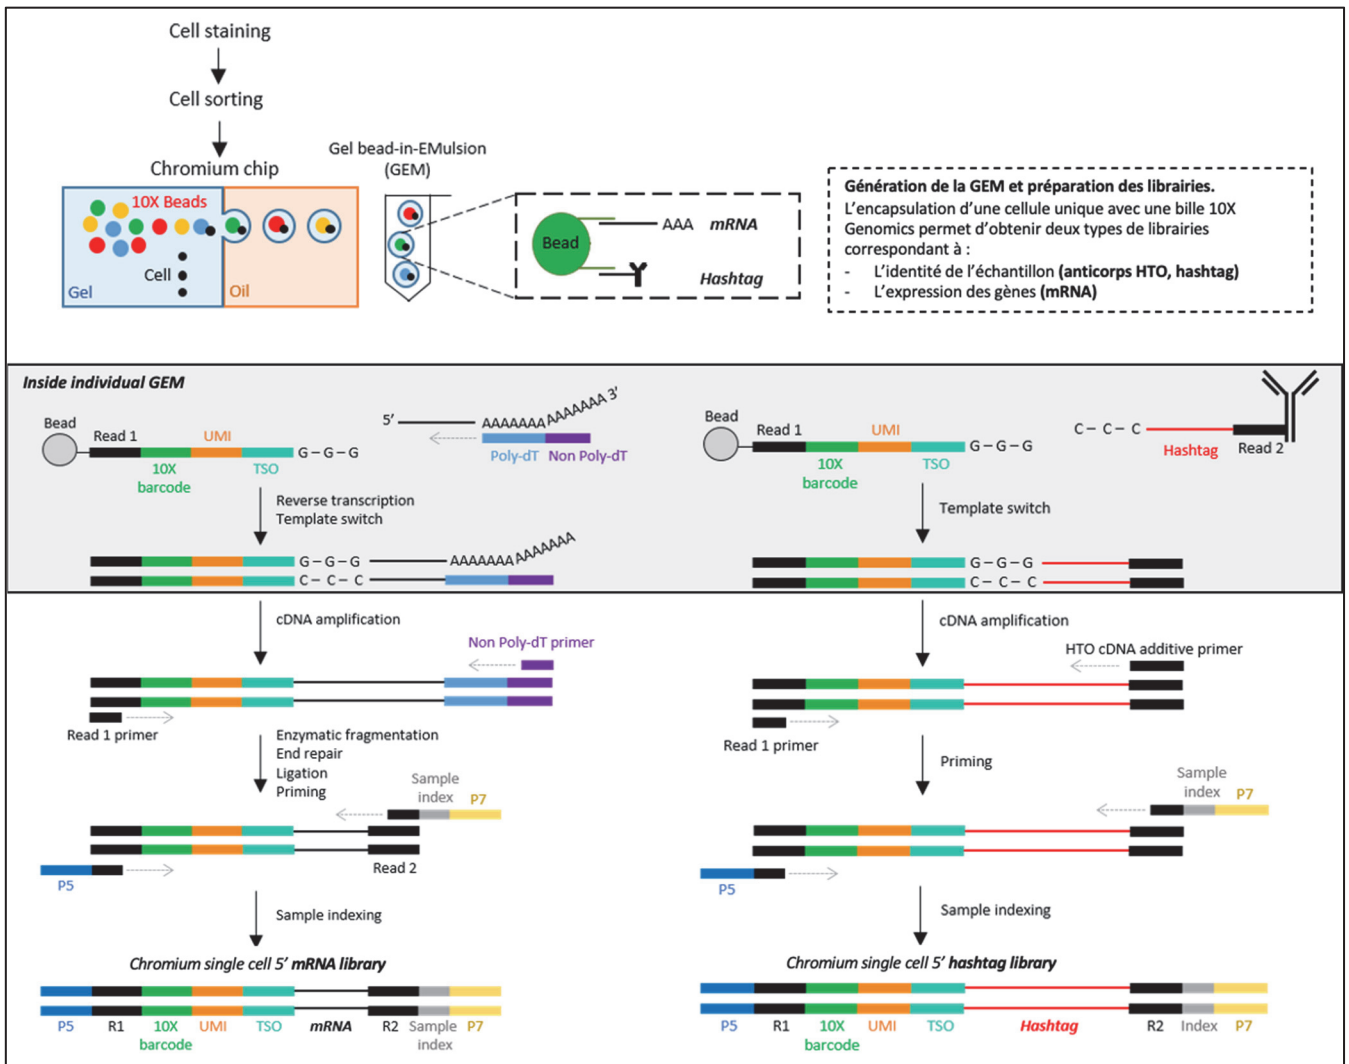 Cell staining
Cell sorting
Chromium chip
10X Beads
Cell
Gel
Oil
Gel bead-in-EMulsion
(GEM)
Bead
AAA mRNA
Hashtag
Génération de la GEM et préparation des librairies.
L'encapsulation d'une cellule unique avec une bille 10X
Genomics permet d'obtenir deux types de librairies
correspondant à :
- L'identité de l'échantillon (anticorps HTO, hashtag)
- L'expression des gènes (mRNA)
Inside individual GEM
Bead
Read 1
UMI
10X
barcode
TSO
G – G – G
5'
AAAAAAA
AAAAAAA 3'
Poly-dT
Non Poly-dT
Reverse transcription
Template switch
G – G – G
AAAAAAA
AAAAAAA
C – C – C
Bead
Read 1
UMI
10X
barcode
TSO
G – G – G
C – C – C
Hashtag
Read 2
Template switch
G – G – G
C – C – C
cDNA amplification
Non Poly-dT primer
Read 1 primer
Enzymatic fragmentation
End repair
Ligation
Priming
Sample
index
P7
Read 2
P5
Sample indexing
Chromium single cell 5' mRNA library
P5 R1 10X UMI TSO mRNA R2 Sample P7
barcode index
cDNA amplification
HTO cDNA additive primer
Read 1 primer
Priming
Sample
index
P7
P5
Sample indexing
Chromium single cell 5' hashtag library
P5 R1 10X UMI TSO Hashtag R2 Index P7
barcode